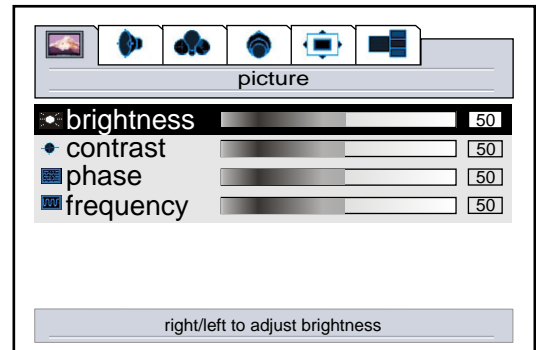 picture
brightness 50
contrast 50
phase 50
frequency 50
right/left to adjust brightness